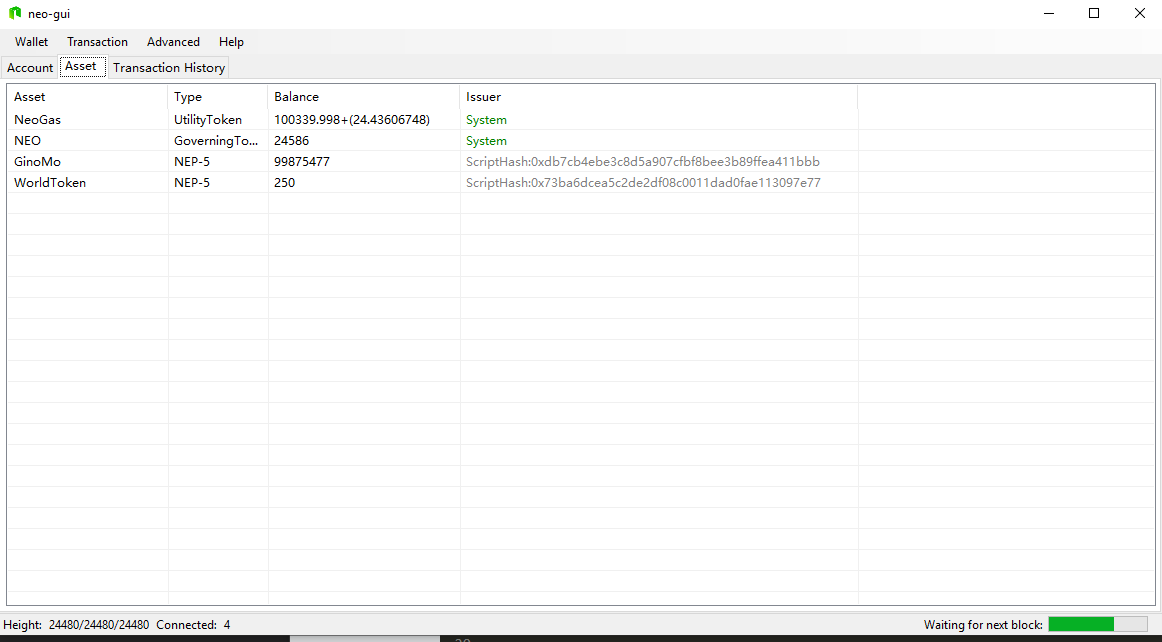 neo-gui
Wallet Transaction Advanced Help
Account Asset Transaction History
Asset Type Balance Issuer
NeoGas UtilityToken 100339.998+(24.43606748) System
NEO GoverningTo... 24586 System
GinoMo NEP-5 99875477 ScriptHash:0xdb7cb4ebe3c8d5a907cfbf8bee3b89ffea411bbb
WorldToken NEP-5 250 ScriptHash:0x73ba6dcea5c2de2df08c0011dad0fae113097e77
Height: 24480/24480/24480 Connected: 4 Waiting for next block: